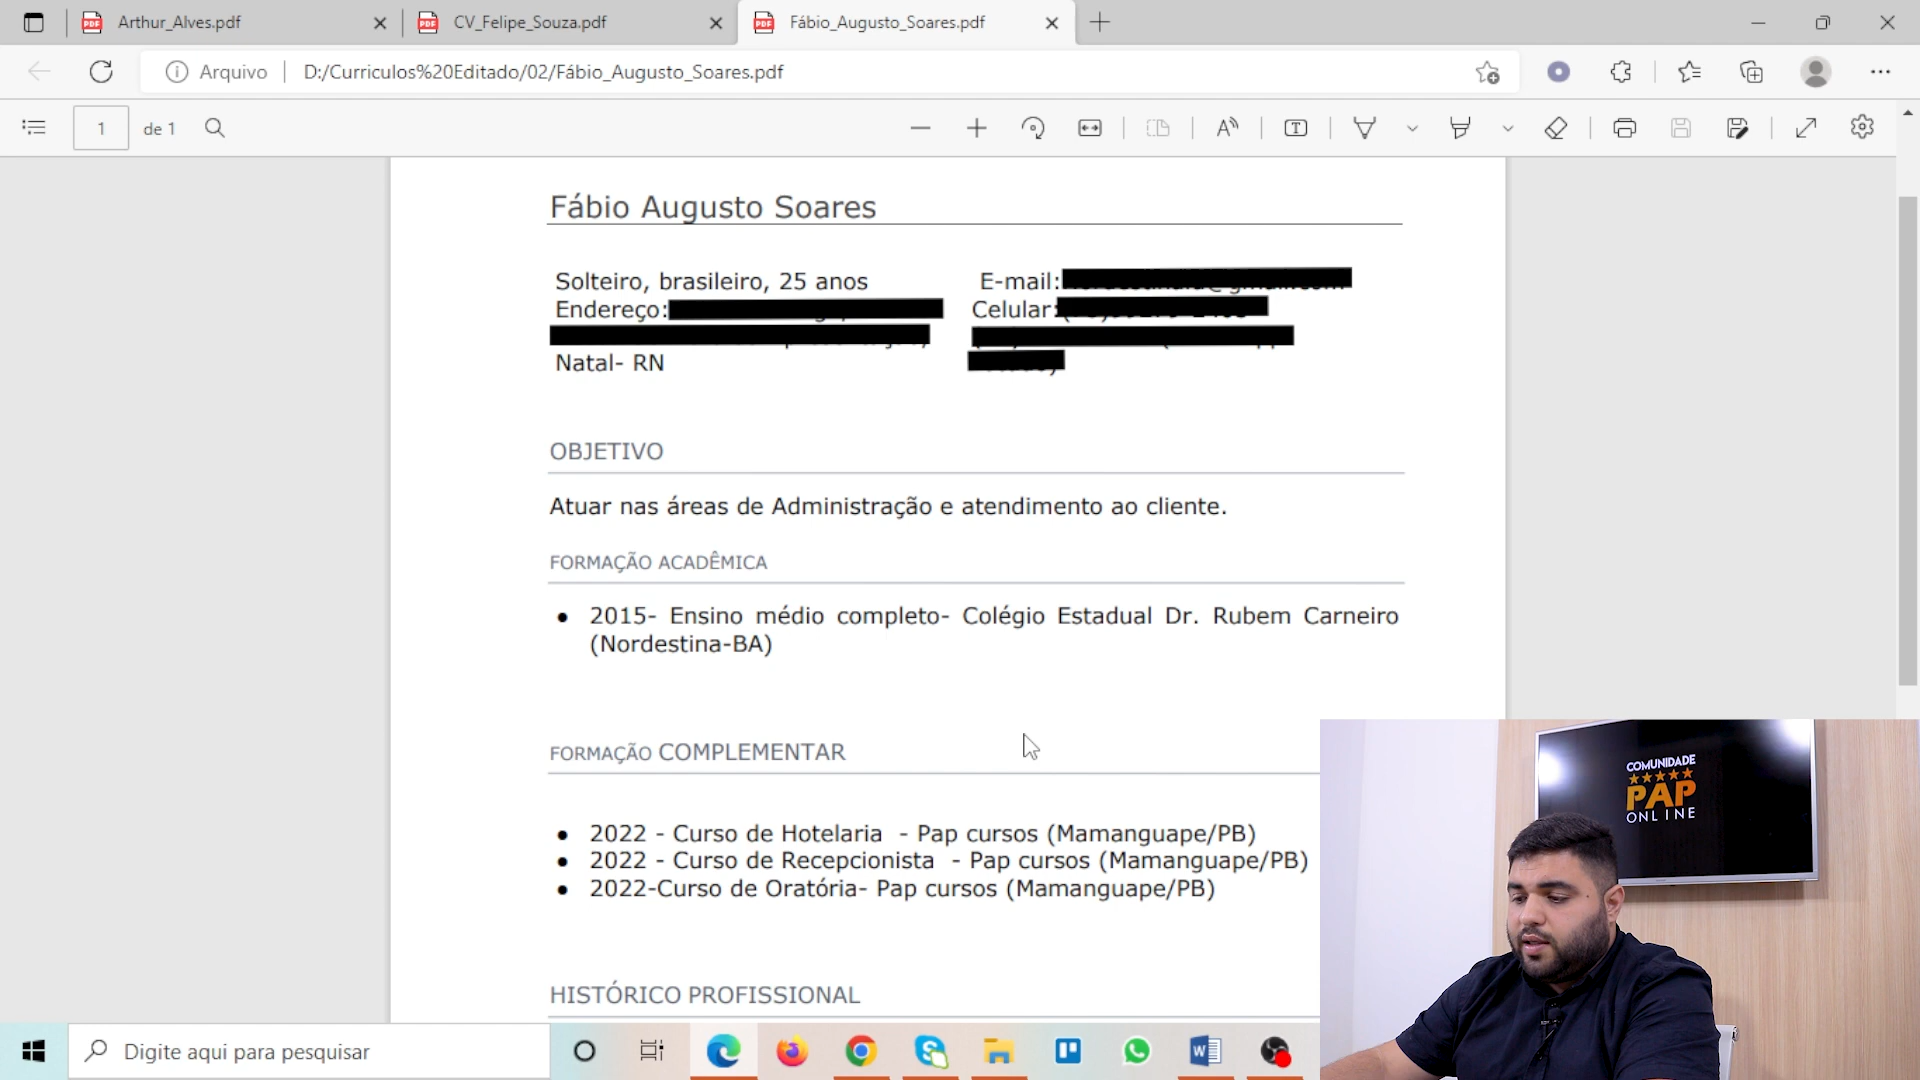 Arthur_Alves.pdf
CV_Felipe_Souza.pdf
Fábio_Augusto_Soares.pdf
Arquivo
D:/Curriculos%20Editado/02/Fábio_Augusto_Soares.pdf
1
de 1
Fábio Augusto Soares
Solteiro, brasileiro, 25 anos
E-mail:
Endereço:
Celular:
Natal- RN
OBJETIVO
Atuar nas áreas de Administração e atendimento ao cliente.
FORMAÇÃO ACADÊMICA
2015- Ensino médio completo- Colégio Estadual Dr. Rubem Carneiro
(Nordestina-BA)
FORMAÇÃO COMPLEMENTAR
2022 - Curso de Hotelaria - Pap cursos (Mamanguape/PB)
2022 - Curso de Recepcionista - Pap cursos (Mamanguape/PB)
2022-Curso de Oratória- Pap cursos (Mamanguape/PB)
HISTÓRICO PROFISSIONAL
COMUNIDADE
PAP
ONLINE
Digite aqui para pesquisar